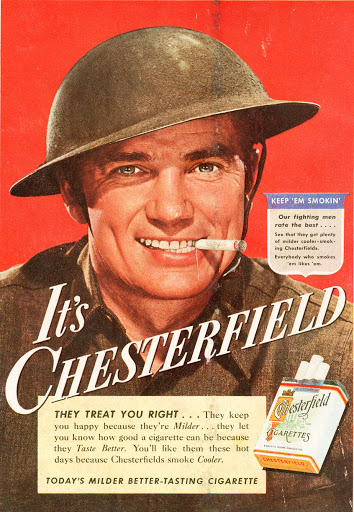 KEEP 'EM SMOKIN'
Our fighting men
rate the best....
See that they get plenty
of milder cooler-smok-
ing Chesterfields.
Everybody who smokes
'em likes 'em.
It's
CHESTERFIELD
THEY TREAT YOU RIGHT... They keep
you happy because they're Milder... they let
you know how good a cigarette can be because
they Taste Better. You'll like them these hot
days because Chesterfields smoke Cooler.
TODAY'S MILDER BETTER-TASTING CIGARETTE
Chesterfield
CIGARETTES
CHESTERFIELD